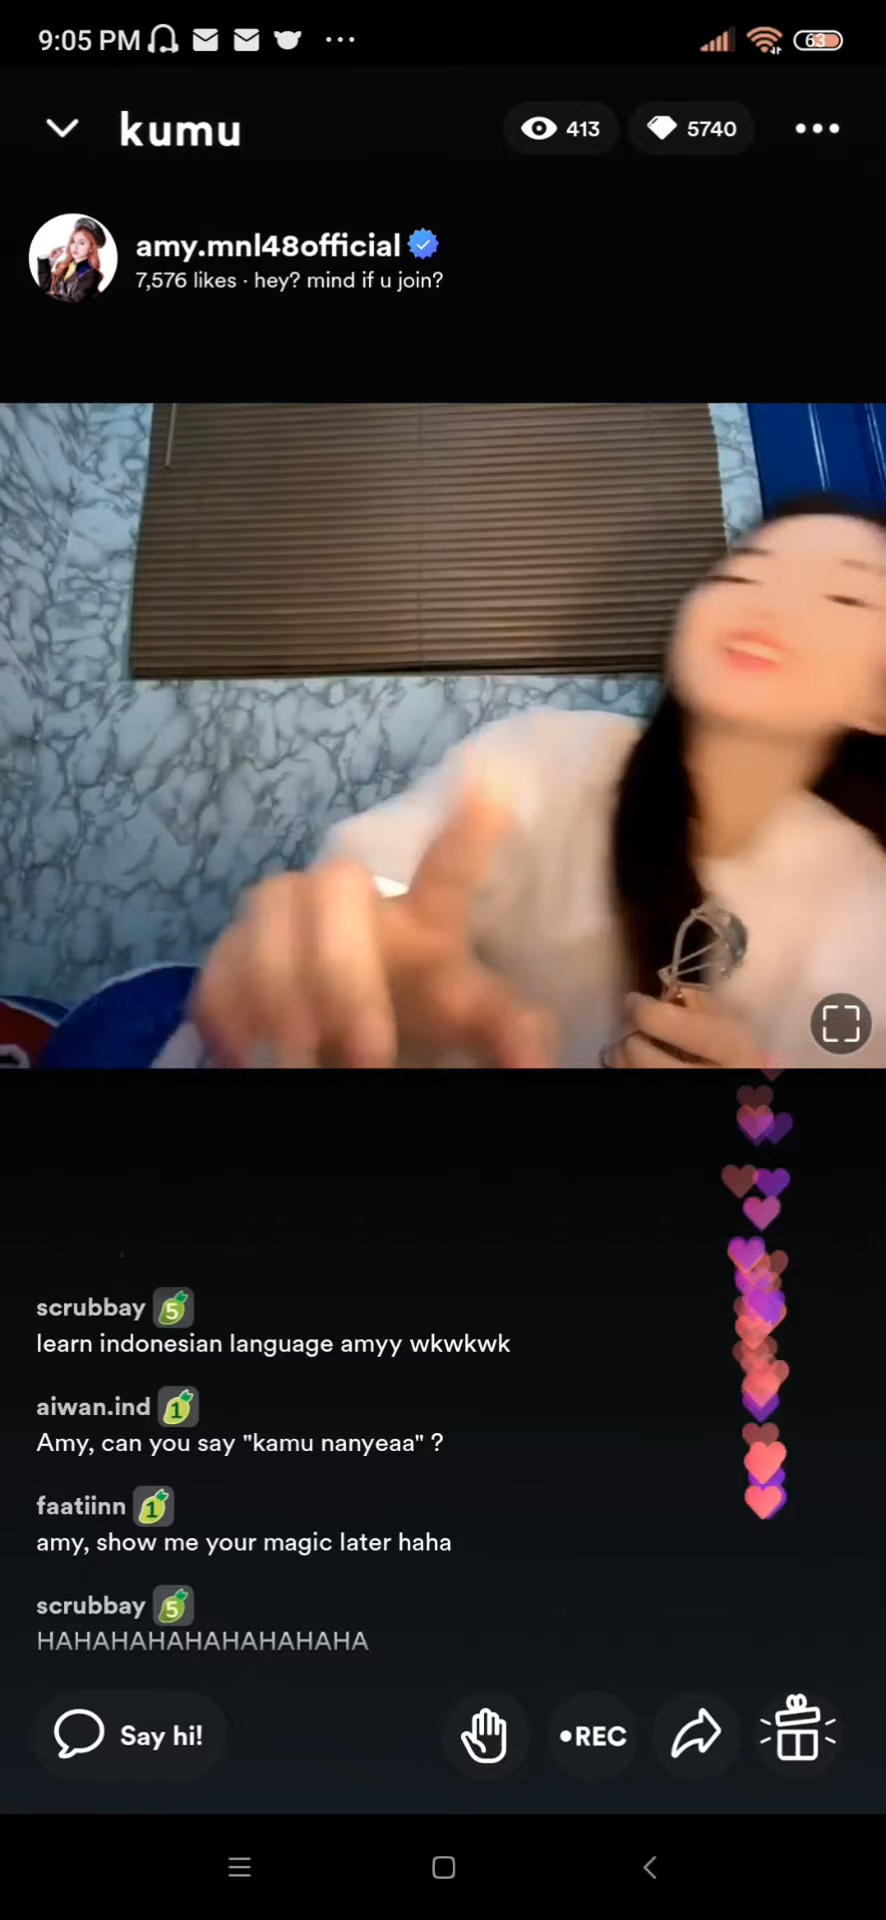 9:05 PM
63
kumu
413
5740
amy.mnl48official
7,576 likes · hey? mind if u join?
scrubbay 5
learn indonesian language amyy wkwkwk
aiwan.ind 1
Amy, can you say "kamu nanyeaa" ?
faatiinn 1
amy, show me your magic later haha
scrubbay 5
HAHAHAHAHAHAHAHAHA
Say hi!
•REC